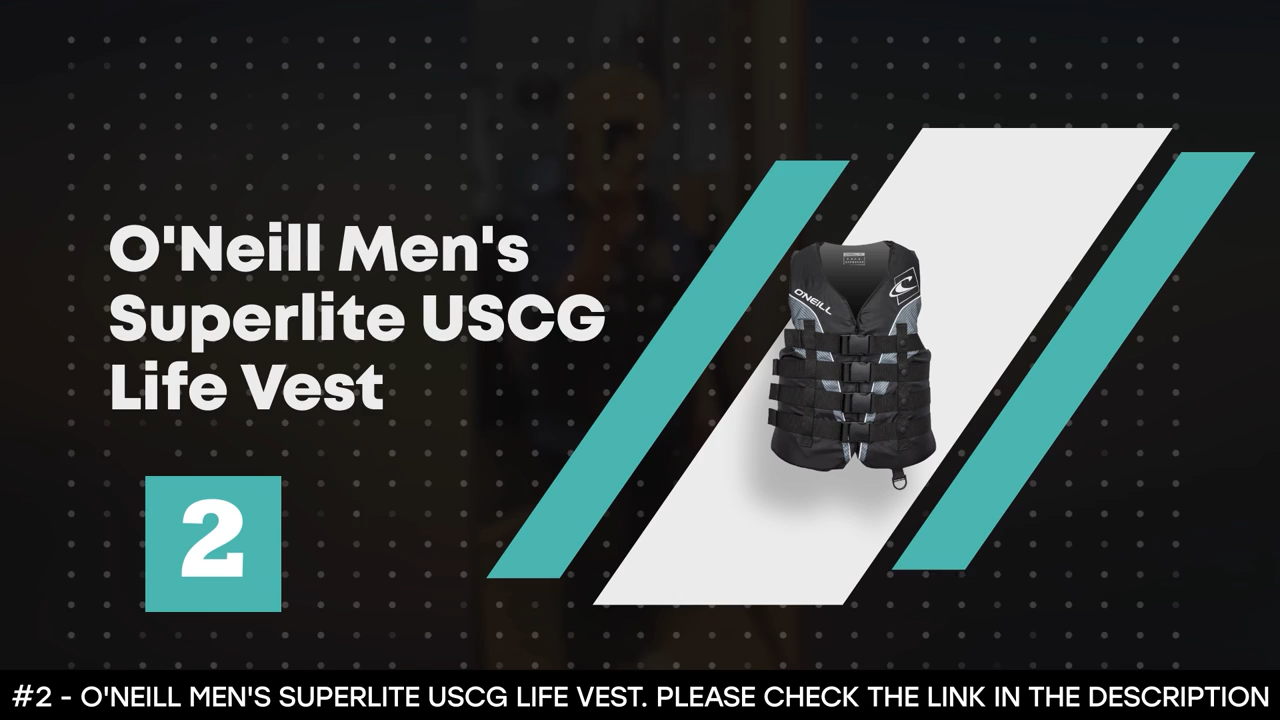 O'Neill Men's
Superlite USCG
Life Vest
2
O'NEILL
#2 - O'NEILL MEN'S SUPERLITE USCG LIFE VEST. PLEASE CHECK THE LINK IN THE DESCRIPTION